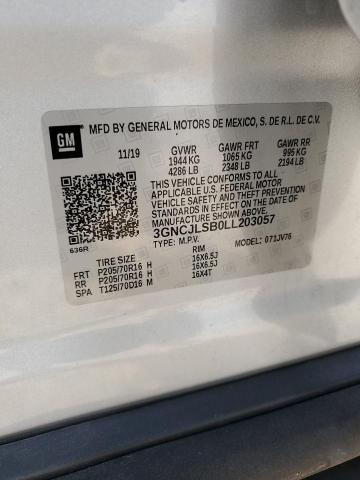 GM
MFD BY GENERAL MOTORS DE MEXICO, S. DE R.L. DE C.V.
11/19 GVWR GAWR FRT GAWR RR
1944 KG 1065 KG 995 KG
4286 LB 2348 LB 2194 LB
THIS VEHICLE CONFORMS TO ALL
APPLICABLE U.S. FEDERAL MOTOR
VEHICLE SAFETY AND BUMPER
STANDARDS IN EFFECT ON THE DATE
OF MANUFACTURE SHOWN ABOVE.
3GNCJLSB0LL203057
TYPE: M.P.V. MODEL: 071JV76
636R
TIRE SIZE RIM
FRT P205/70R16 H 16X6.5J
RR P205/70R16 H 16X6.5J
SPA T125/70D16 M 16X4T